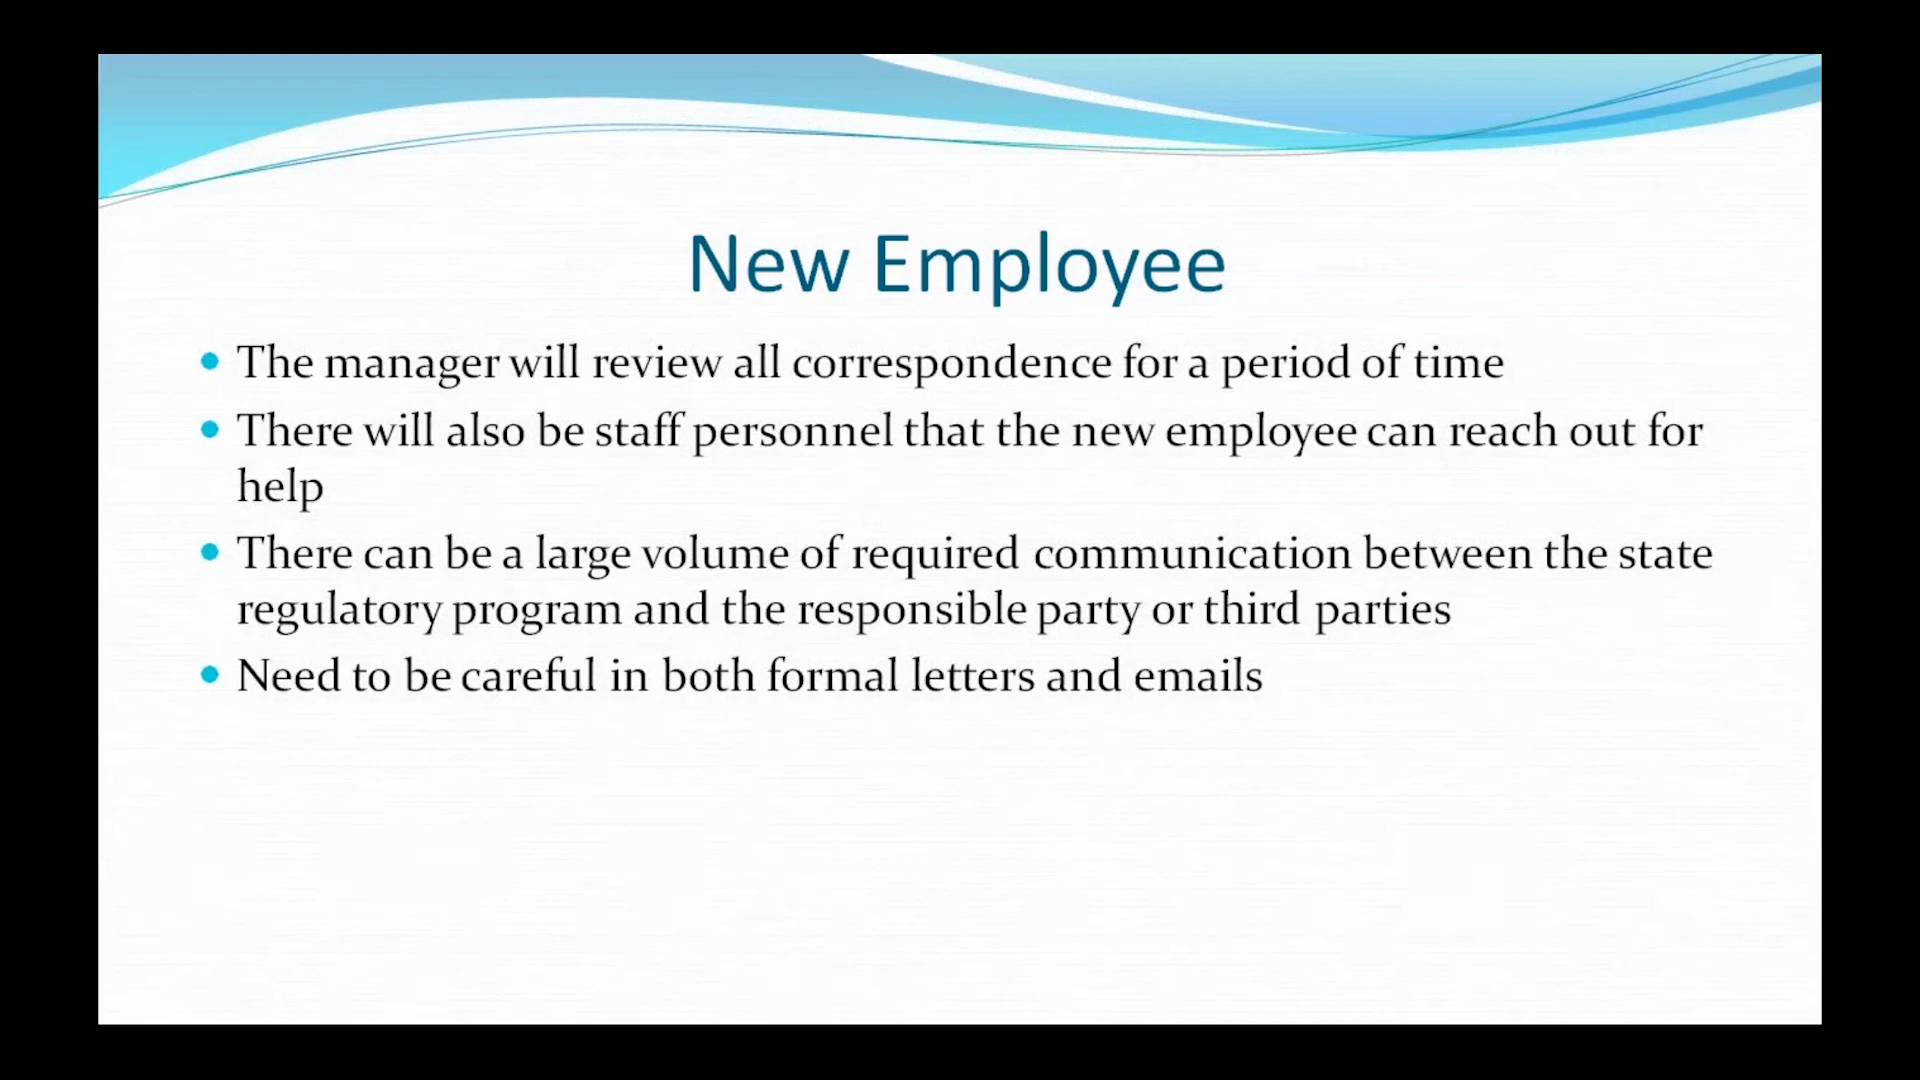 New Employee
The manager will review all correspondence for a period of time
There will also be staff personnel that the new employee can reach out for
help
There can be a large volume of required communication between the state
regulatory program and the responsible party or third parties
Need to be careful in both formal letters and emails